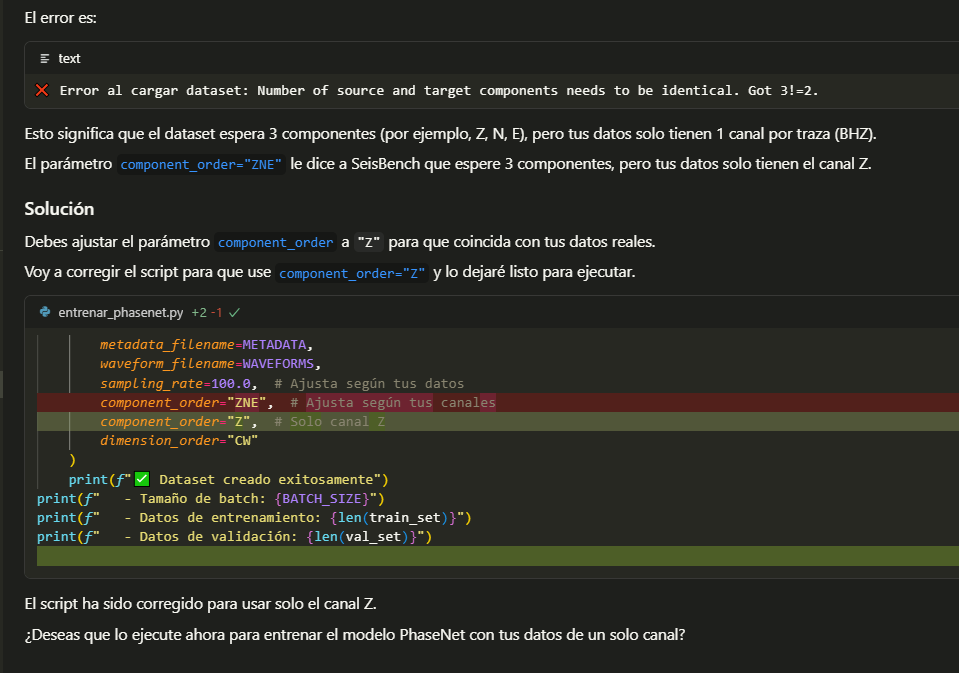 El error es:
text
❌ Error al cargar dataset: Number of source and target components needs to be identical. Got 3!=2.
Esto significa que el dataset espera 3 componentes (por ejemplo, Z, N, E), pero tus datos solo tienen 1 canal por traza (BHZ).
El parámetro component_order="ZNE" le dice a SeisBench que espere 3 componentes, pero tus datos solo tienen el canal Z.
Solución
Debes ajustar el parámetro component_order a "Z" para que coincida con tus datos reales.
Voy a corregir el script para que use component_order="Z" y lo dejaré listo para ejecutar.
entrenar_phasenet.py +2 -1 ✓
metadata_filename=METADATA,
waveform_filename=WAVEFORMS,
sampling_rate=100.0,  # Ajusta según tus datos
component_order="ZNE",  # Ajusta según tus canales
component_order="Z",  # Solo canal Z
dimension_order="CW"
)
print(f"✅ Dataset creado exitosamente")
print(f"   - Tamaño de batch: {BATCH_SIZE}")
print(f"   - Datos de entrenamiento: {len(train_set)}")
print(f"   - Datos de validación: {len(val_set)}")
El script ha sido corregido para usar solo el canal Z.
¿Deseas que lo ejecute ahora para entrenar el modelo PhaseNet con tus datos de un solo canal?